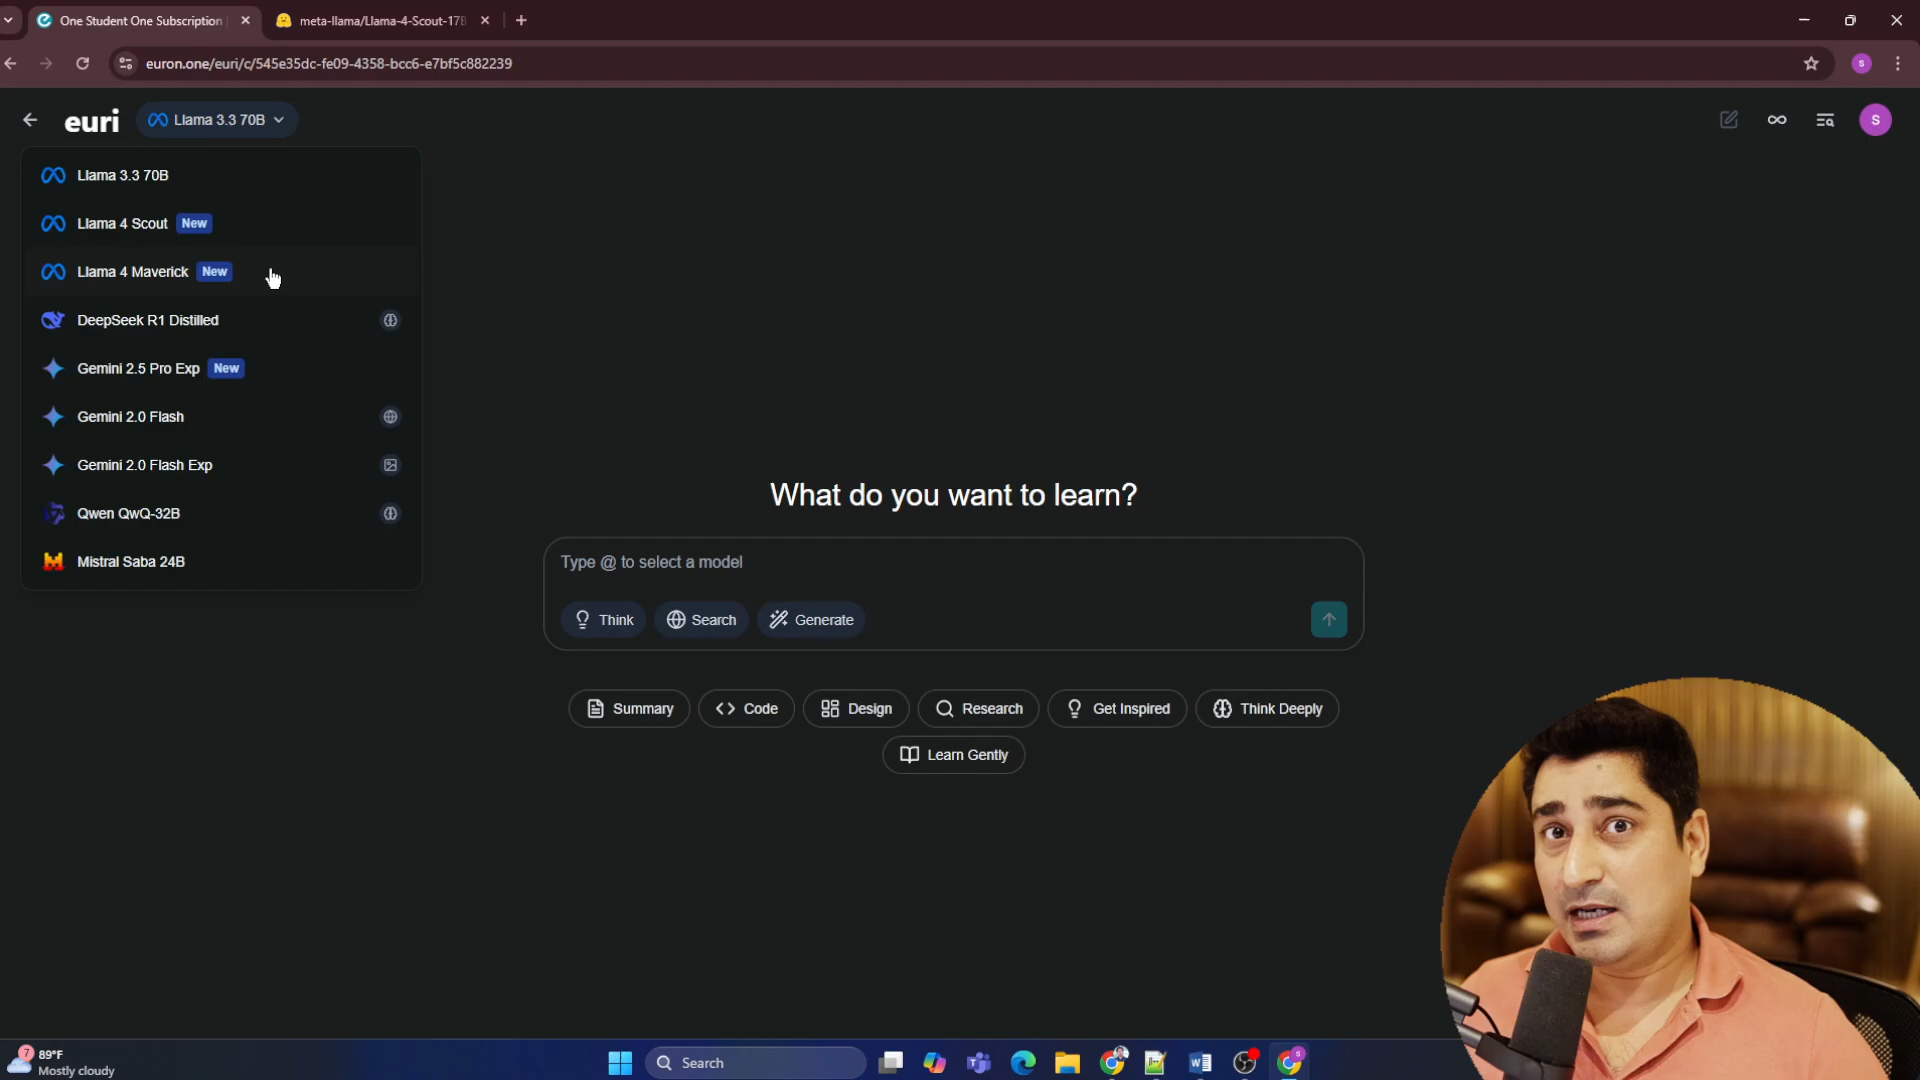 One Student One Subscription
meta-llama/Llama-4-Scout-17B
euron.one/euri/c/545e35dc-fe09-4358-bcc6-e7bf5c882239
S
euri
Llama 3.3 70B
S
Llama 3.3 70B
Llama 4 Scout New
Llama 4 Maverick New
DeepSeek R1 Distilled
Gemini 2.5 Pro Exp New
Gemini 2.0 Flash
Gemini 2.0 Flash Exp
Qwen QwQ-32B
Mistral Saba 24B
What do you want to learn?
Type @ to select a model
Think
Search
Generate
Summary
Code
Design
Research
Get Inspired
Think Deeply
Learn Gently
7
89°F
Mostly cloudy
Search